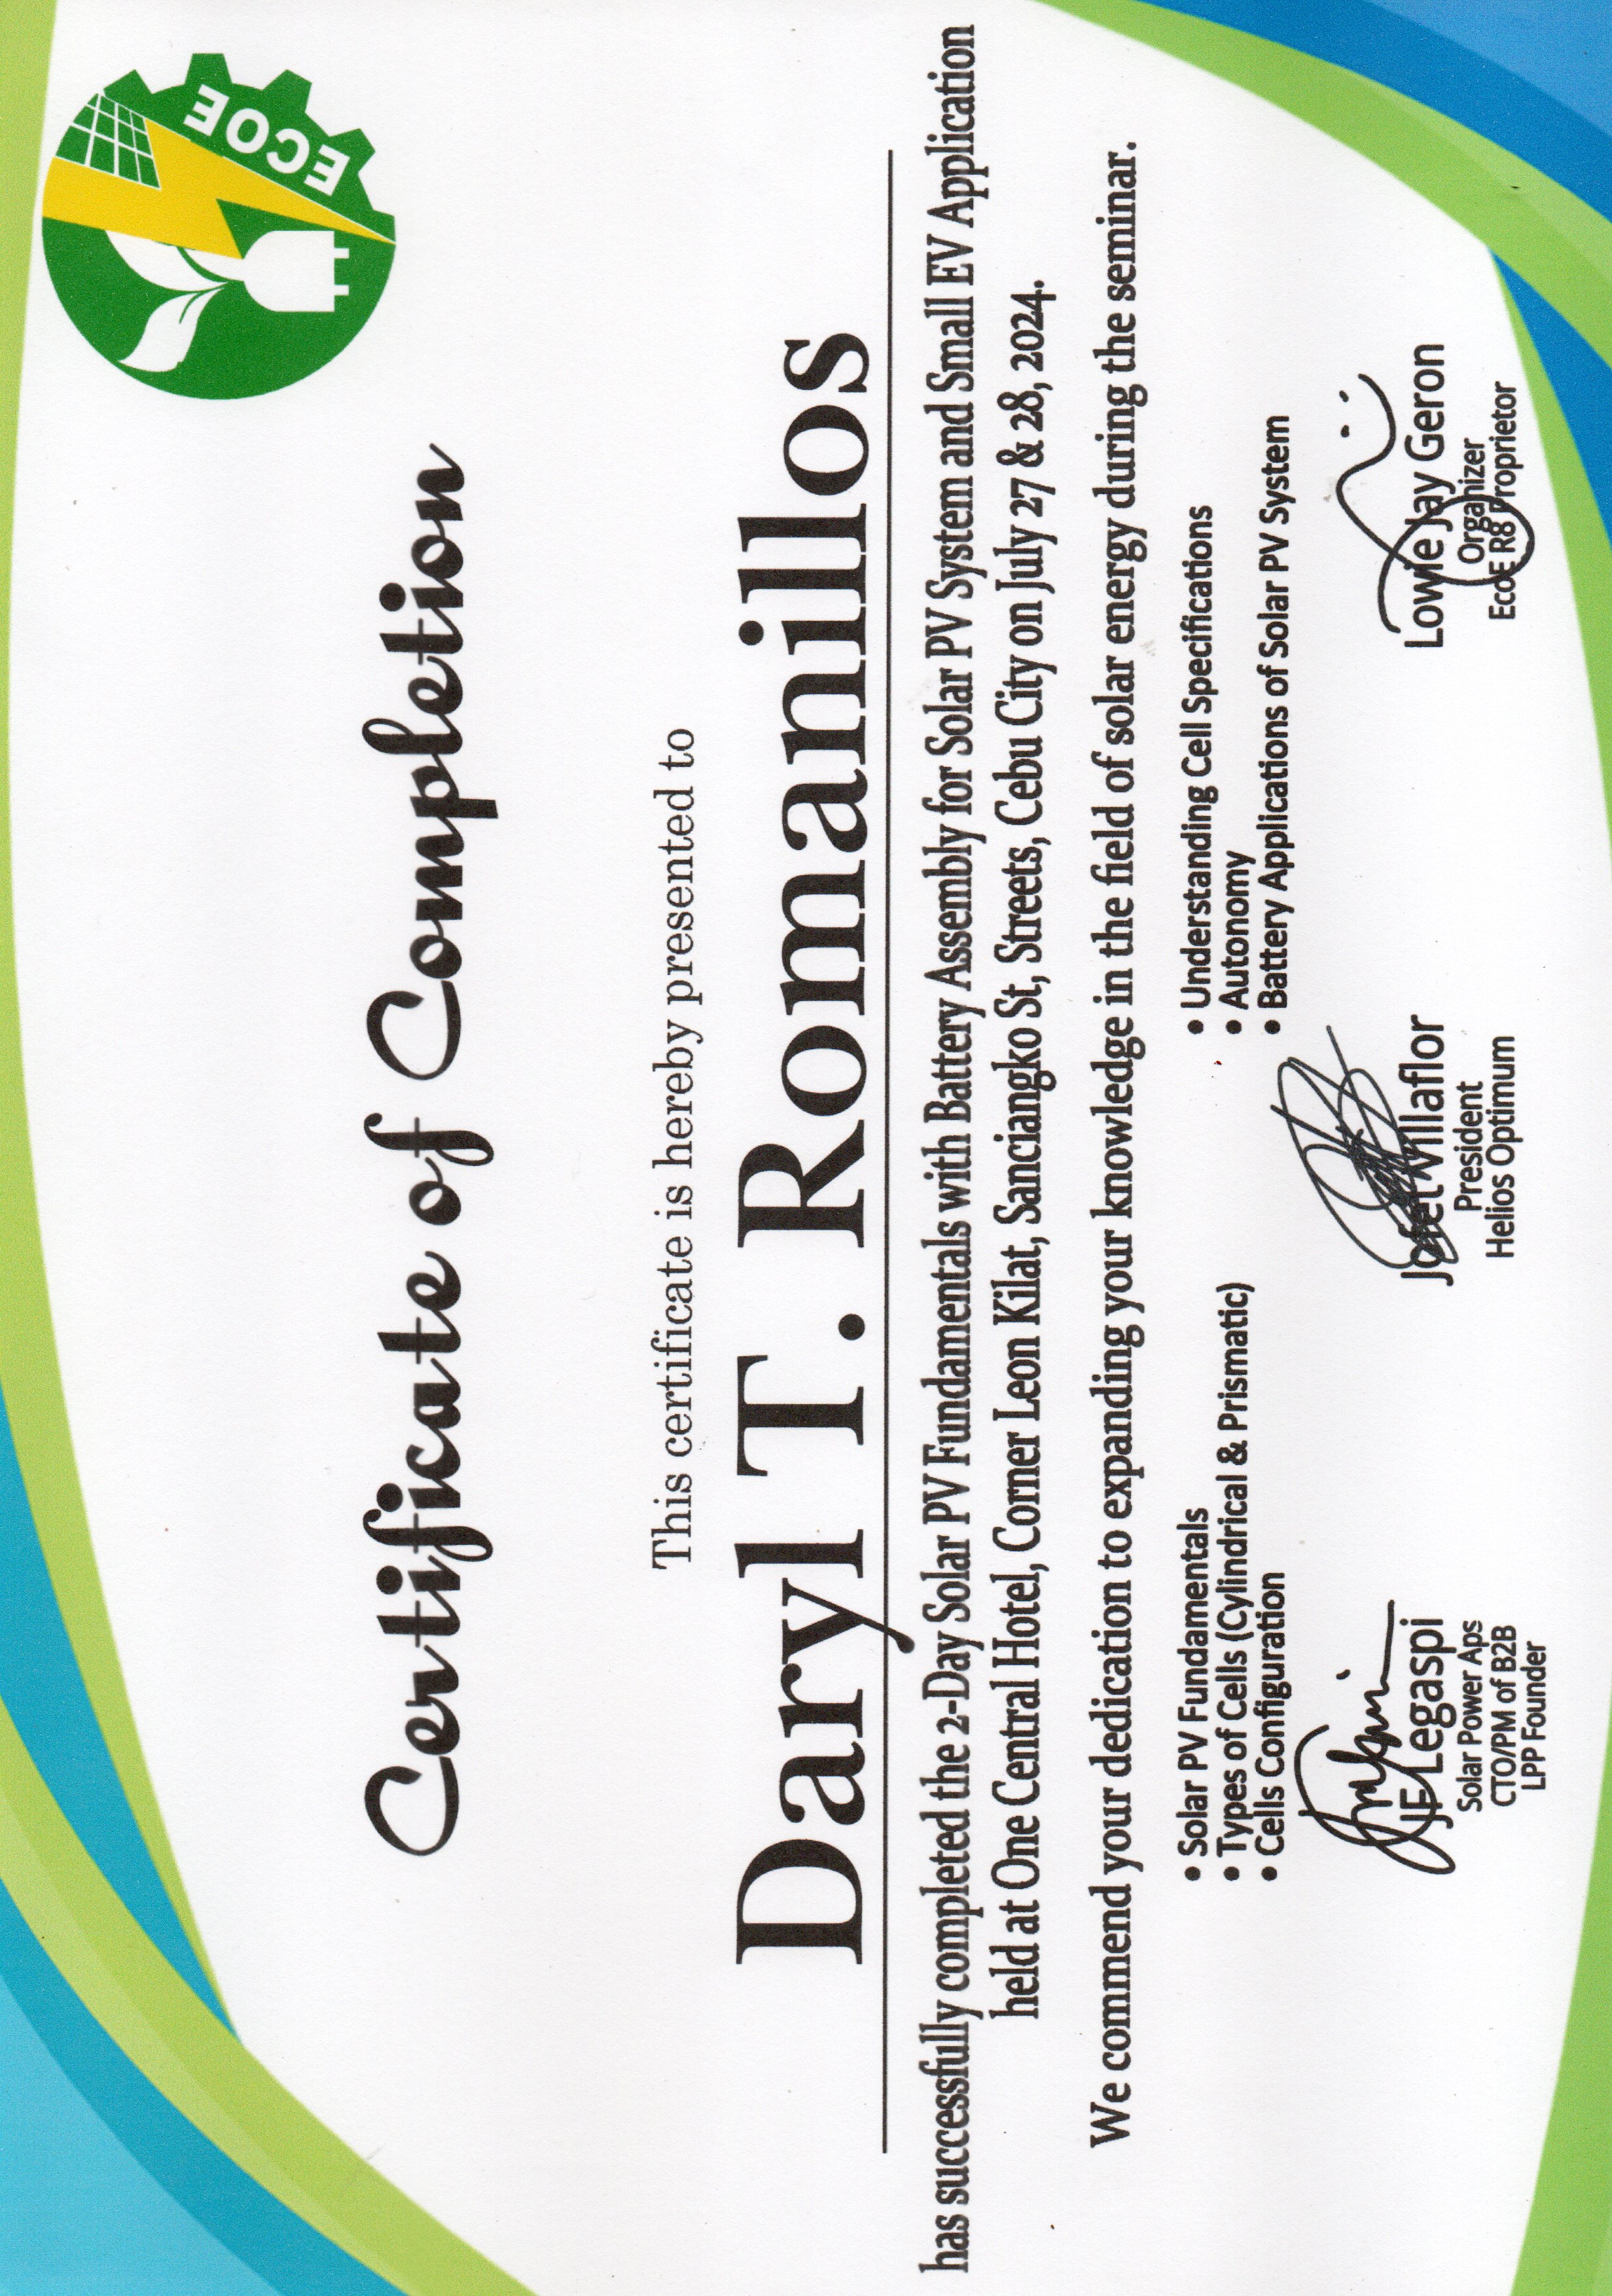 ECOE
Certificate of Completion
This certificate is hereby presented to
Daryl T. Romanillos
has successfully completed the 2-Day Solar PV Fundamentals with Battery Assembly for Solar PV System and Small EV Application
held at One Central Hotel, Corner Leon Kilat, Sanciangko St, Streets, Cebu City on July 27 & 28, 2024.
We commend your dedication to expanding your knowledge in the field of solar energy during the seminar.
• Solar PV Fundamentals
• Types of Cells (Cylindrical & Prismatic)
• Cells Configuration
• Understanding Cell Specifications
• Autonomy
• Battery Applications of Solar PV System
JF Legaspi
Solar Power Aps
CTO/PM of B2B
LPP Founder
Villaflor
President
Helios Optimum
Lowie Jay Geron
Organizer
EcoE R8 Proprietor